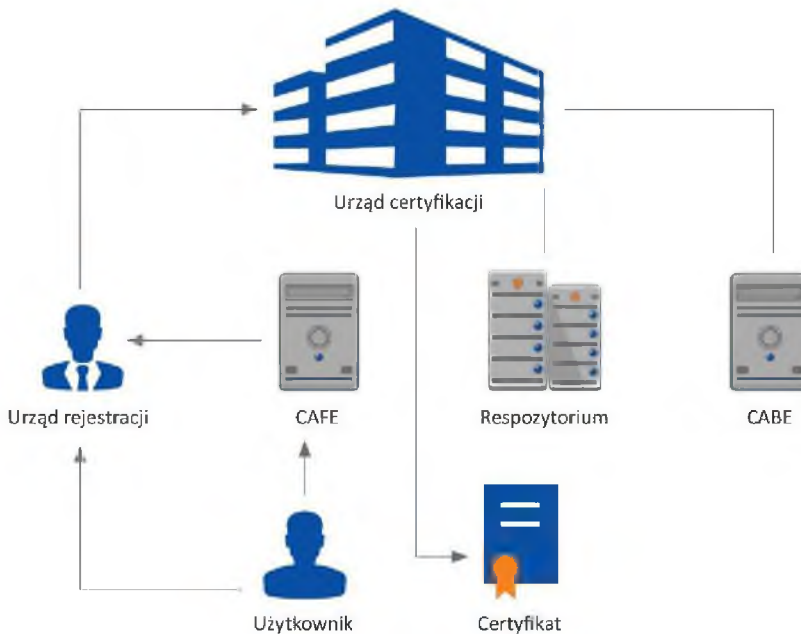 Urząd certyfikacji
Urząd rejestracji
CAFE
Respozytorium
CABE
Użytkownik
Certyfikat